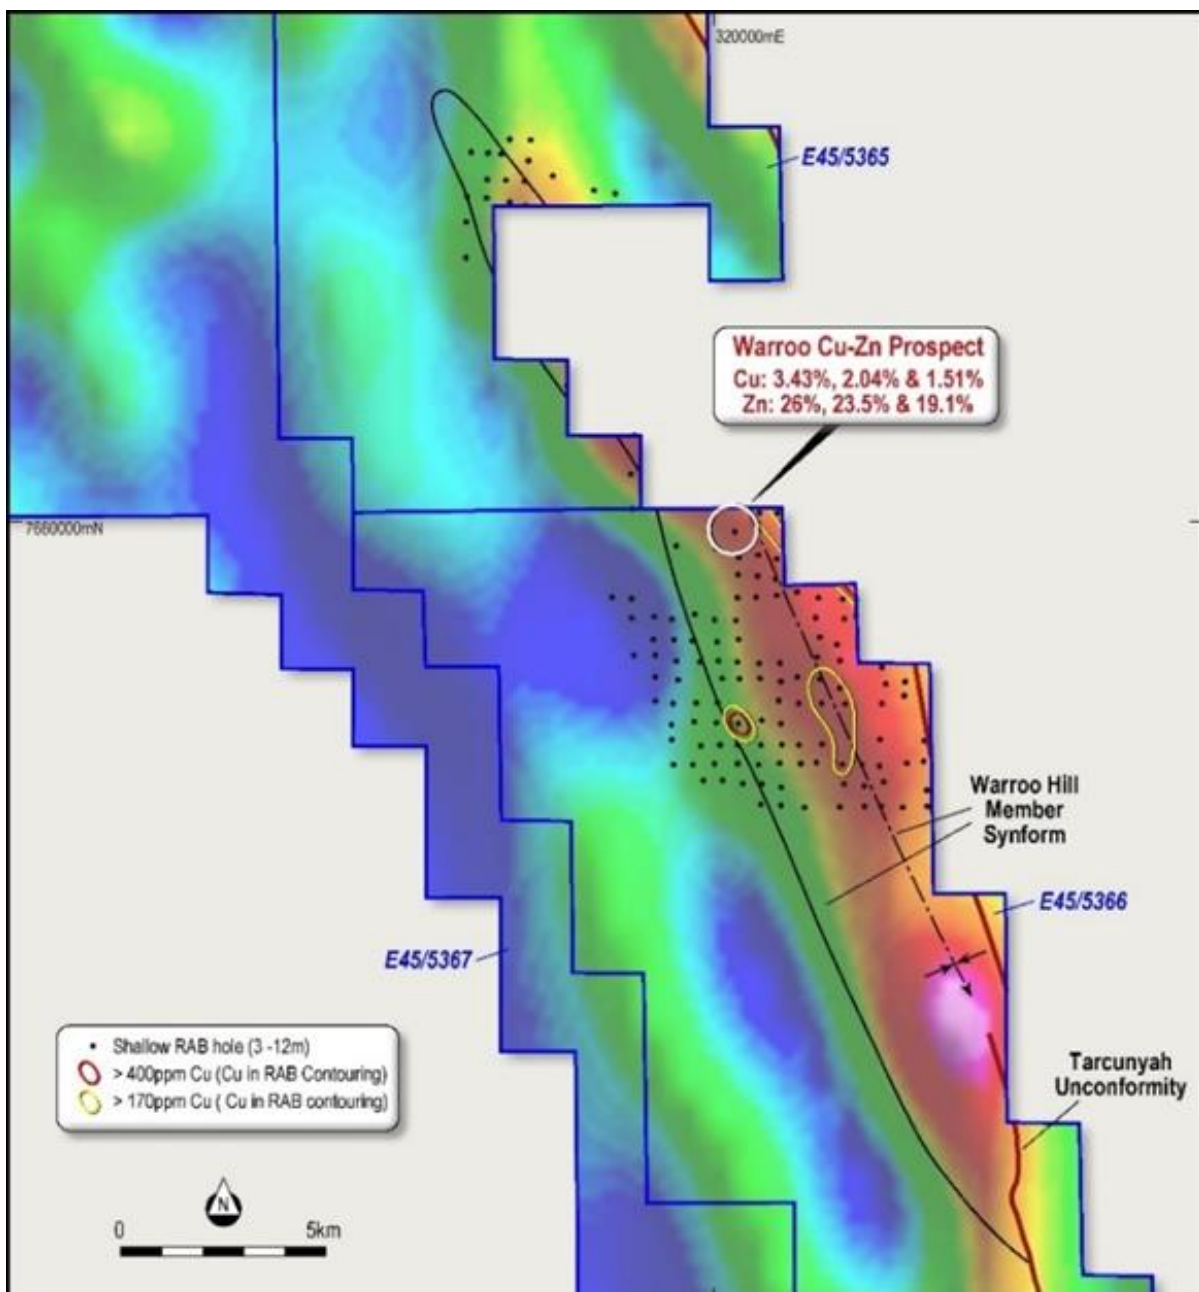 320000mE
E45/5365
Warroo Cu-Zn Prospect
Cu: 3.43%, 2.04% & 1.51%
Zn: 26%, 23.5% & 19.1%
7680000mN
Warroo Hill
Member
Synform
E45/5366
E45/5367
Shallow RAB hole (3 -12m)
> 400ppm Cu (Cu in RAB Contouring)
> 170ppm Cu ( Cu in RAB contouring)
Tarcunyah
Unconformity
N
0 5km